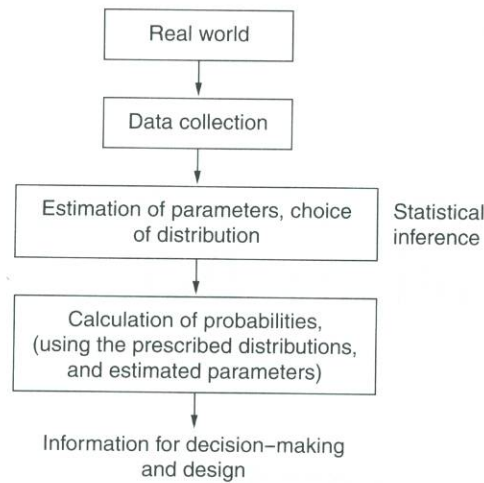 Real world
Data collection
Estimation of parameters, choice
of distribution
Statistical
inference
Calculation of probabilities,
(using the prescribed distributions,
and estimated parameters)
Information for decision–making
and design